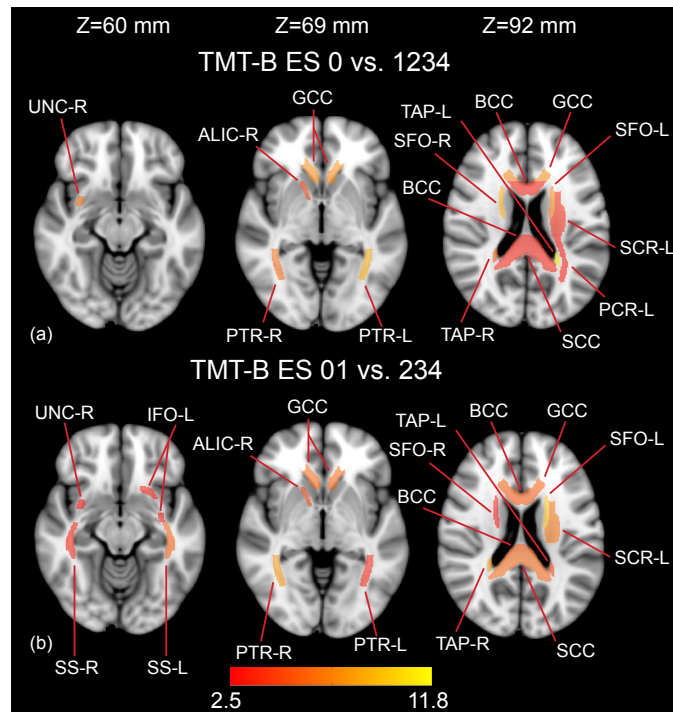 Z=60 mm Z=69 mm Z=92 mm
TMT-B ES 0 vs. 1234
UNC-R
GCC
ALIC-R
TAP-L
BCC
GCC
SFO-R
SFO-L
BCC
SCR-L
PCR-L
PTR-R
PTR-L
TAP-R
SCC
(a)
TMT-B ES 01 vs. 234
UNC-R
IFO-L
GCC
ALIC-R
TAP-L
BCC
GCC
SFO-R
SFO-L
BCC
SCR-L
TAP-R
SCC
(b)
SS-R
SS-L
PTR-R
PTR-L
2.5
11.8